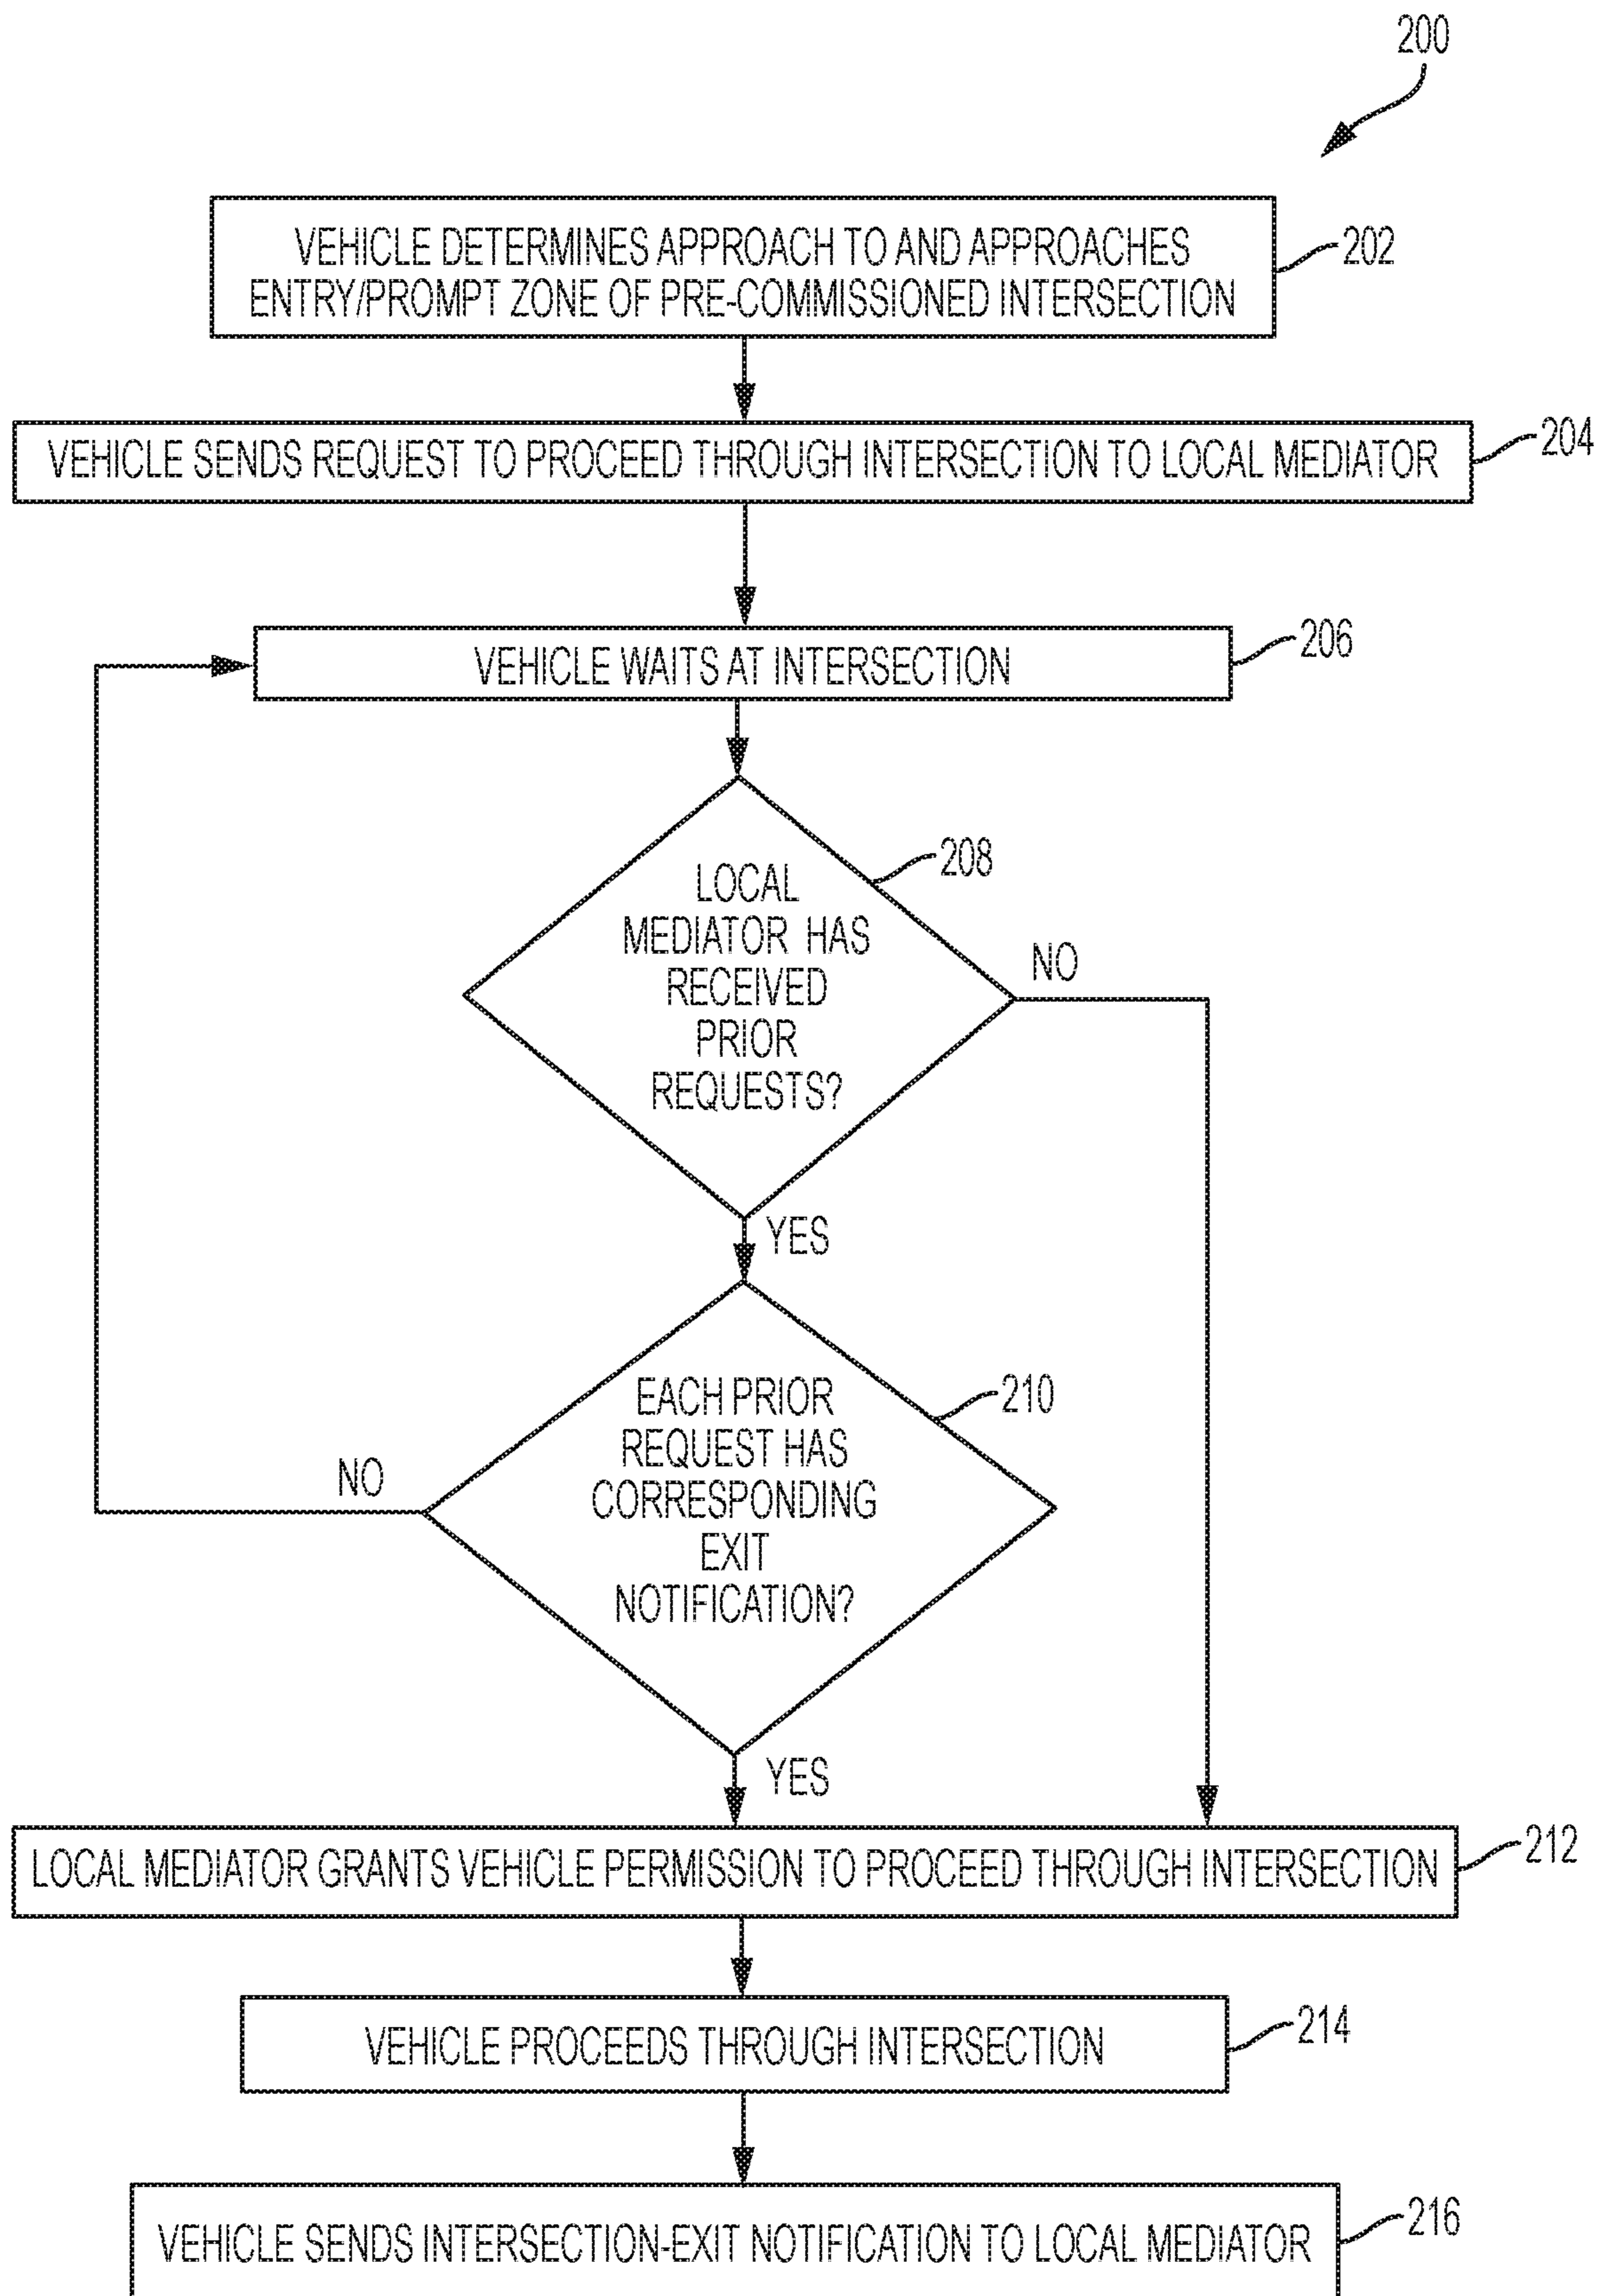 200
VEHICLE DETERMINES APPROACH TO AND APPROACHES
ENTRY/PROMPT ZONE OF PRE-COMMISSIONED INTERSECTION
202
VEHICLE SENDS REQUEST TO PROCEED THROUGH INTERSECTION TO LOCAL MEDIATOR
204
VEHICLE WAITS AT INTERSECTION
206
LOCAL
MEDIATOR HAS
RECEIVED
PRIOR
REQUESTS?
208
NO
YES
EACH PRIOR
REQUEST HAS
CORRESPONDING
EXIT
NOTIFICATION?
210
NO
YES
LOCAL MEDIATOR GRANTS VEHICLE PERMISSION TO PROCEED THROUGH INTERSECTION
212
VEHICLE PROCEEDS THROUGH INTERSECTION
214
VEHICLE SENDS INTERSECTION-EXIT NOTIFICATION TO LOCAL MEDIATOR
216